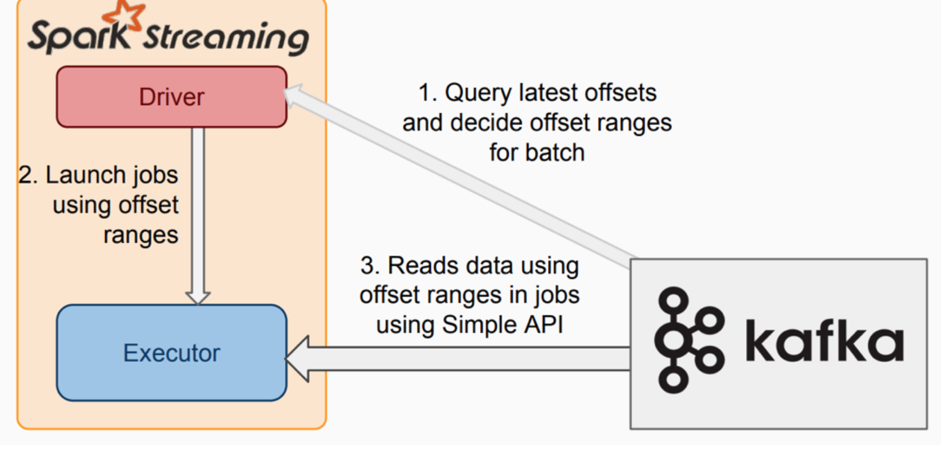 Spark Streaming
Driver
1. Query latest offsets
and decide offset ranges
for batch
2. Launch jobs
using offset
ranges
3. Reads data using
offset ranges in jobs
using Simple API
Executor
kafka